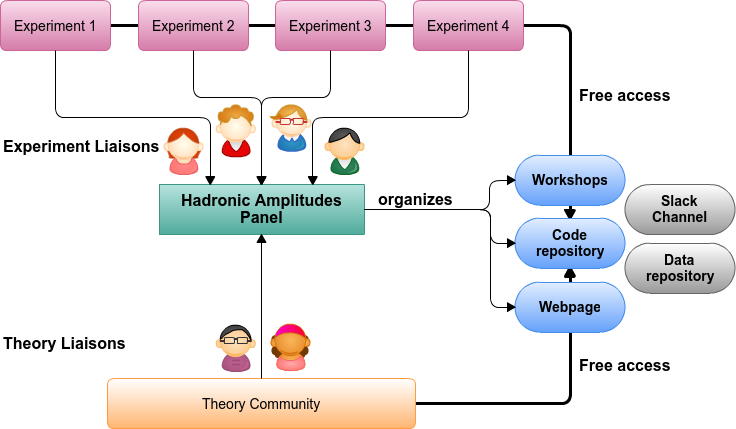 Experiment 1
Experiment 2
Experiment 3
Experiment 4
Free access
Experiment Liaisons
Workshops
Hadronic Amplitudes
Panel
organizes
Slack
Channel
Code
repository
Data
repository
Webpage
Theory Liaisons
Free access
Theory Community